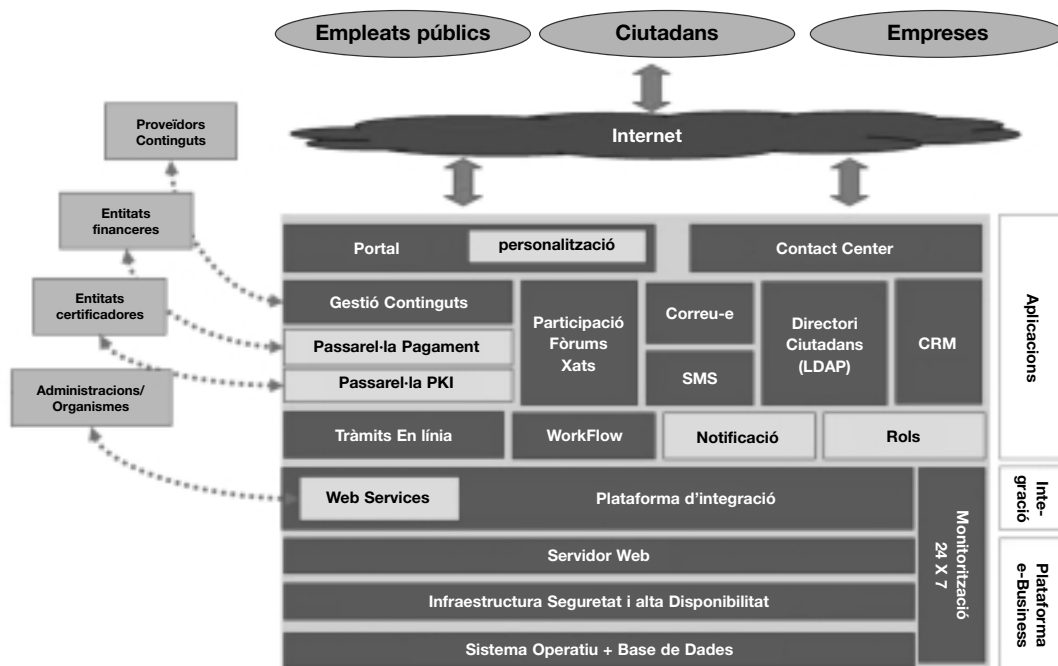 Empleats públics
Ciutadans
Empreses
Internet
Proveïdors
Continguts
Entitats
financeres
Entitats
certificadores
Administracions/
Organismes
Portal
personalització
Contact Center
Gestió Continguts
Passarel·la Pagament
Passarel·la PKI
Participació
Fòrums
Xats
Correu-e
SMS
Directori
Ciutadans
(LDAP)
CRM
Tràmits En línia
WorkFlow
Notificació
Rols
Web Services
Plataforma d'integració
Servidor Web
Infraestructura Seguretat i alta Disponibilitat
Sistema Operatiu + Base de Dades
Monitorització
24 X 7
Aplicacions
Inte-
gració
Plataforma
e-Business